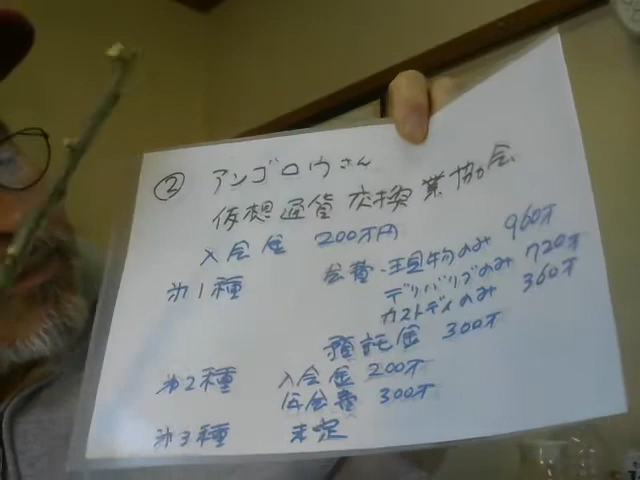 ② アンゴロウさん
仮想通貨交換業協会
入会金 200万円
第1種 会費・現物のみ 960万
デリバリブのみ 720万
カストディのみ 360万
預託金 300万
第2種 入会金 200万
年会費 300万
第3種 未定